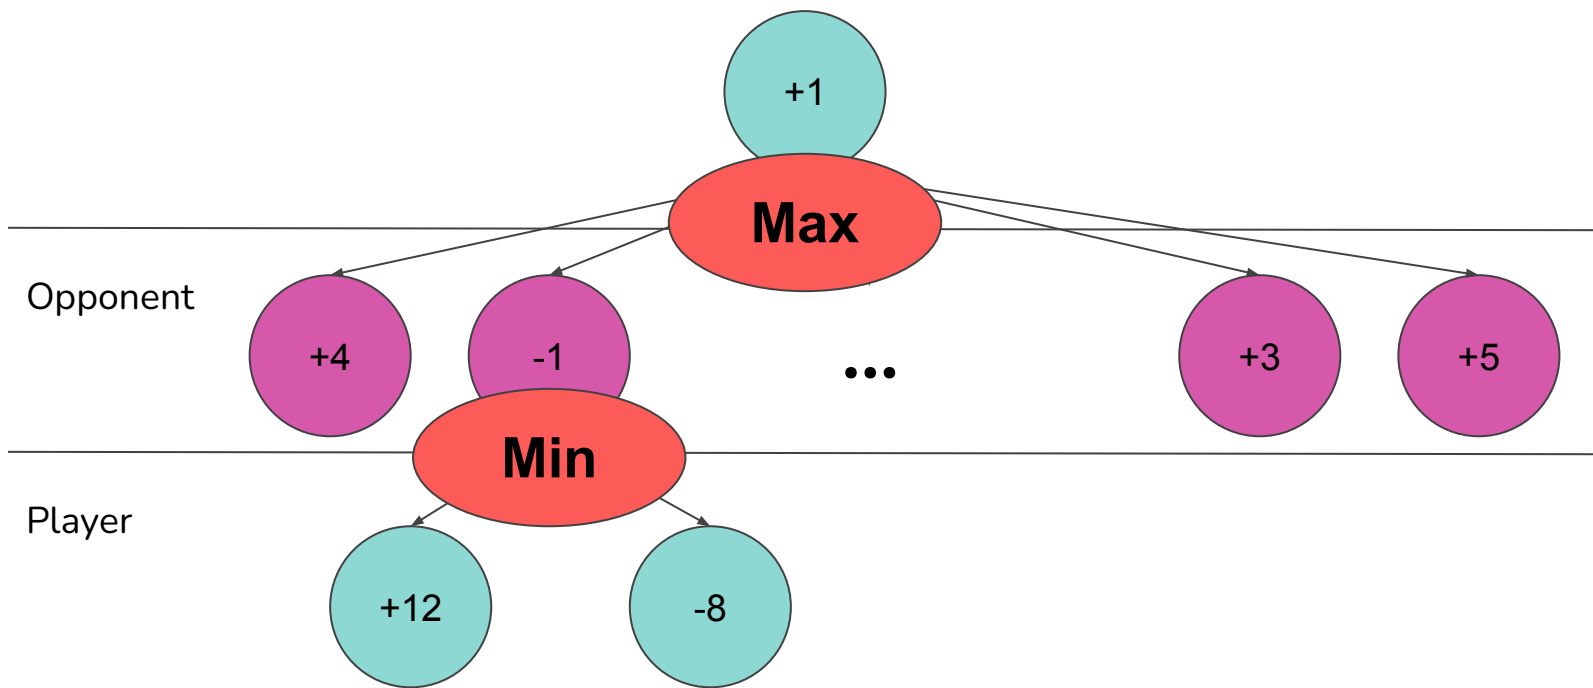 +1
Max
Opponent
+4
-1
...
+3
+5
Min
Player
+12
-8